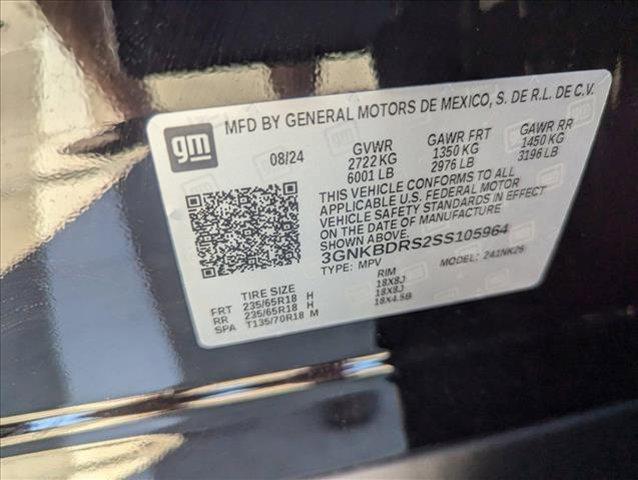 gm
MFD BY GENERAL MOTORS DE MEXICO, S. DE R.L. DE C.V.
08/24 GVWR GAWR FRT GAWR RR
2722 KG 1350 KG 1450 KG
6001 LB 2976 LB 3196 LB
THIS VEHICLE CONFORMS TO ALL
APPLICABLE U.S. FEDERAL MOTOR
VEHICLE SAFETY STANDARDS IN EFFECT
ON THE DATE OF MANUFACTURE
SHOWN ABOVE.
3GNKBDRS2SS105964
TYPE: MPV MODEL: 241NK26
TIRE SIZE RIM
FRT 235/65R18 H 18X8J
RR 235/65R18 H 18X8J
SPA T135/70R18 M 18X4.5B